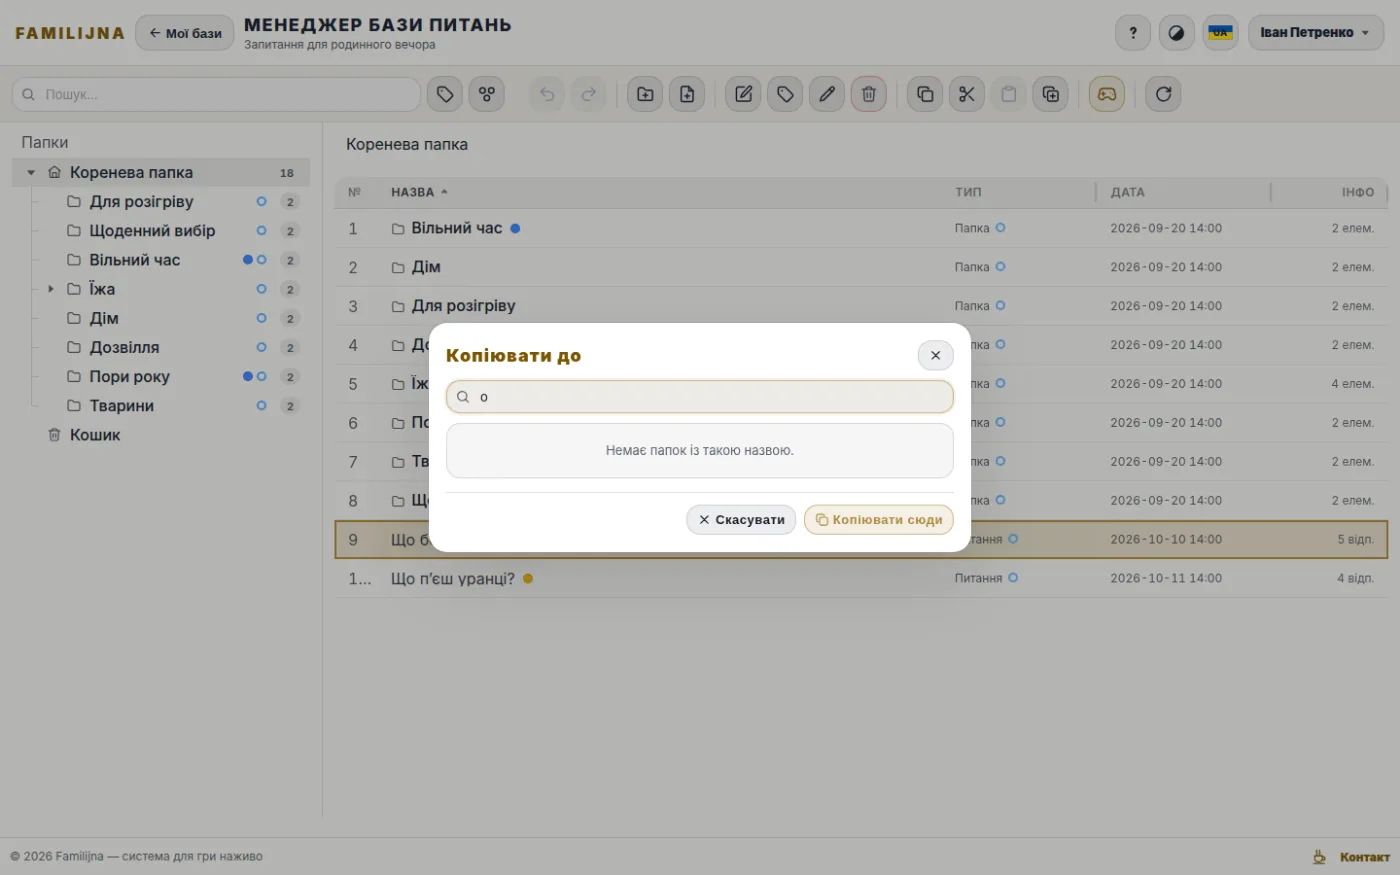 FAMILIJNA
← Мої бази
МЕНЕДЖЕР БАЗИ ПИТАНЬ
Запитання для родинного вечора
?
UA
Іван Петренко
Пошук...
Папки
Коренева папка 18
Для розігріву 2
Щоденний вибір 2
Вільний час 2
Їжа 2
Дім 2
Дозвілля 2
Пори року 2
Тварини 2
Кошик
Коренева папка
№ НАЗВА ТИП ДАТА ІНФО
1 Вільний час Папка 2026-09-20 14:00 2 елем.
2 Дім Папка 2026-09-20 14:00 2 елем.
3 Для розігріву Папка 2026-09-20 14:00 2 елем.
4 2026-09-20 14:00 2 елем.
5 Їж 2026-09-20 14:00 4 елем.
6 2026-09-20 14:00 2 елем.
7 Тв 2026-09-20 14:00 2 елем.
8 2026-09-20 14:00 2 елем.
9 Що 2026-10-10 14:00 5 відп.
1... Що п’єш уранці? Питання 2026-10-11 14:00 4 відп.
Копіювати до
о
Немає папок із такою назвою.
Скасувати
Копіювати сюди
© 2026 Familijna — система для гри наживо
Контакт